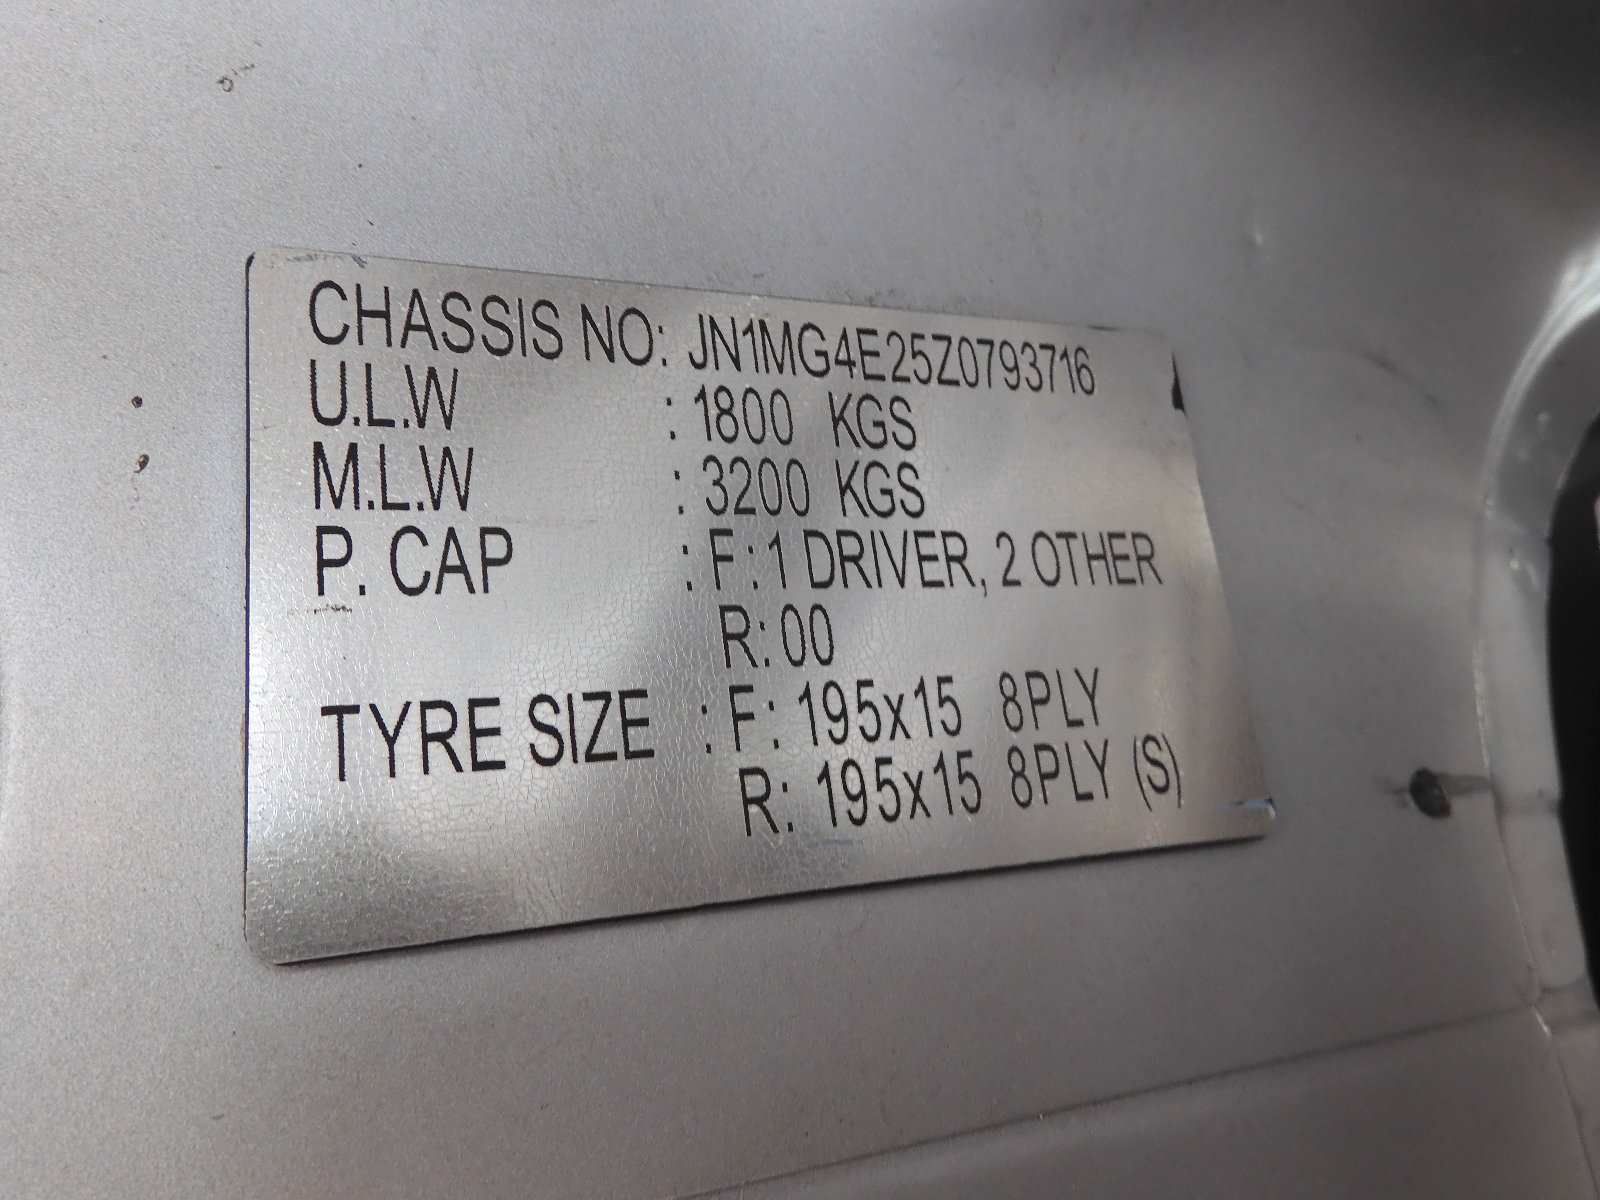 CHASSIS NO: JN1MG4E25Z0793716
U.L.W : 1800 KGS
M.L.W : 3200 KGS
P. CAP : F : 1 DRIVER, 2 OTHER
R: 00
TYRE SIZE : F: 195x15 8PLY
R: 195x15 8PLY (S)